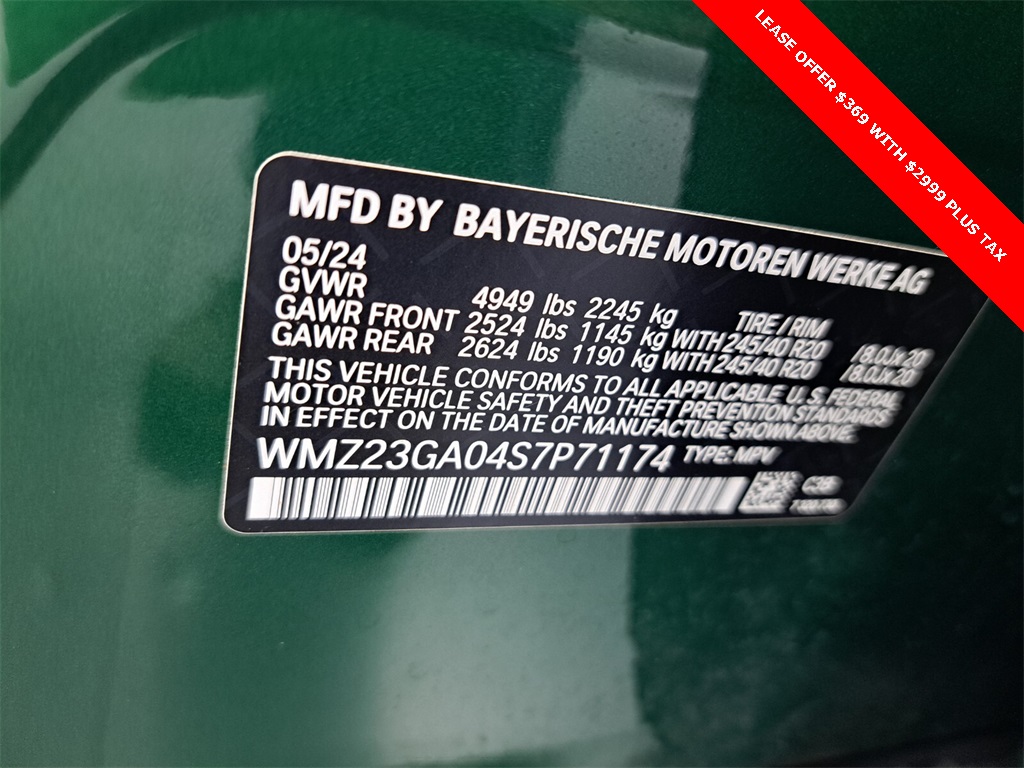 LEASE OFFER $369 WITH $2999 PLUS TAX
MFD BY BAYERISCHE MOTOREN WERKE AG
05/24
GVWR 4949 lbs 2245 kg TIRE / RIM
GAWR FRONT 2524 lbs 1145 kg WITH 245/40 R20 /8.0Jx20
GAWR REAR 2624 lbs 1190 kg WITH 245/40 R20 /8.0Jx20
THIS VEHICLE CONFORMS TO ALL APPLICABLE U.S. FEDERAL
MOTOR VEHICLE SAFETY AND THEFT PREVENTION STANDARDS
IN EFFECT ON THE DATE OF MANUFACTURE SHOWN ABOVE.
WMZ23GA04S7P71174 TYPE: MPV